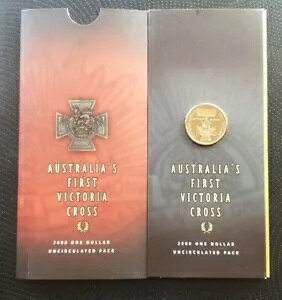 AUSTRALIA'S
FIRST
VICTORIA
CROSS
2000 ONE DOLLAR
UNCIRCULATED PACK
AUSTRALIA'S
FIRST
VICTORIA
CROSS
2000 ONE DOLLAR
UNCIRCULATED PACK